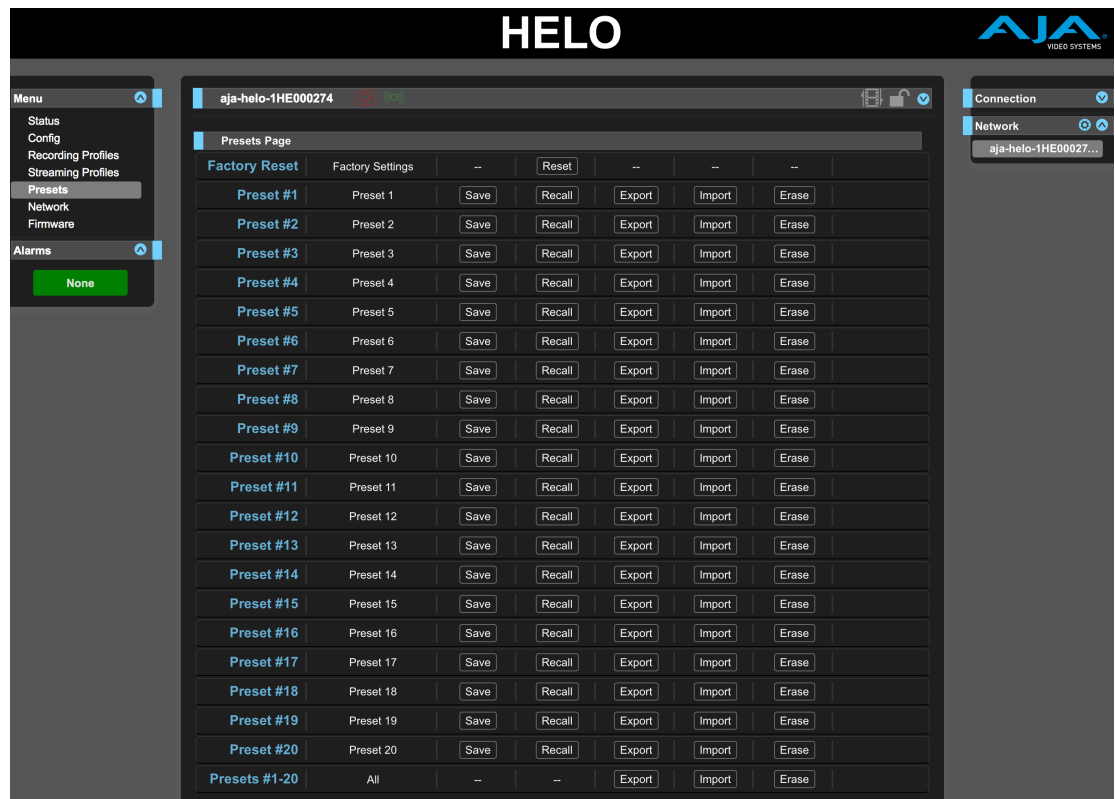 HELO
AJA
VIDEO SYSTEMS
Menu
Status
Config
Recording Profiles
Streaming Profiles
Presets
Network
Firmware
Alarms
None
aja-helo-1HE000274
Presets Page
Factory Reset Factory Settings -- Reset -- -- --
Preset #1 Preset 1 Save Recall Export Import Erase
Preset #2 Preset 2 Save Recall Export Import Erase
Preset #3 Preset 3 Save Recall Export Import Erase
Preset #4 Preset 4 Save Recall Export Import Erase
Preset #5 Preset 5 Save Recall Export Import Erase
Preset #6 Preset 6 Save Recall Export Import Erase
Preset #7 Preset 7 Save Recall Export Import Erase
Preset #8 Preset 8 Save Recall Export Import Erase
Preset #9 Preset 9 Save Recall Export Import Erase
Preset #10 Preset 10 Save Recall Export Import Erase
Preset #11 Preset 11 Save Recall Export Import Erase
Preset #12 Preset 12 Save Recall Export Import Erase
Preset #13 Preset 13 Save Recall Export Import Erase
Preset #14 Preset 14 Save Recall Export Import Erase
Preset #15 Preset 15 Save Recall Export Import Erase
Preset #16 Preset 16 Save Recall Export Import Erase
Preset #17 Preset 17 Save Recall Export Import Erase
Preset #18 Preset 18 Save Recall Export Import Erase
Preset #19 Preset 19 Save Recall Export Import Erase
Preset #20 Preset 20 Save Recall Export Import Erase
Presets #1-20 All -- -- Export Import Erase
Connection
Network
aja-helo-1HE00027...